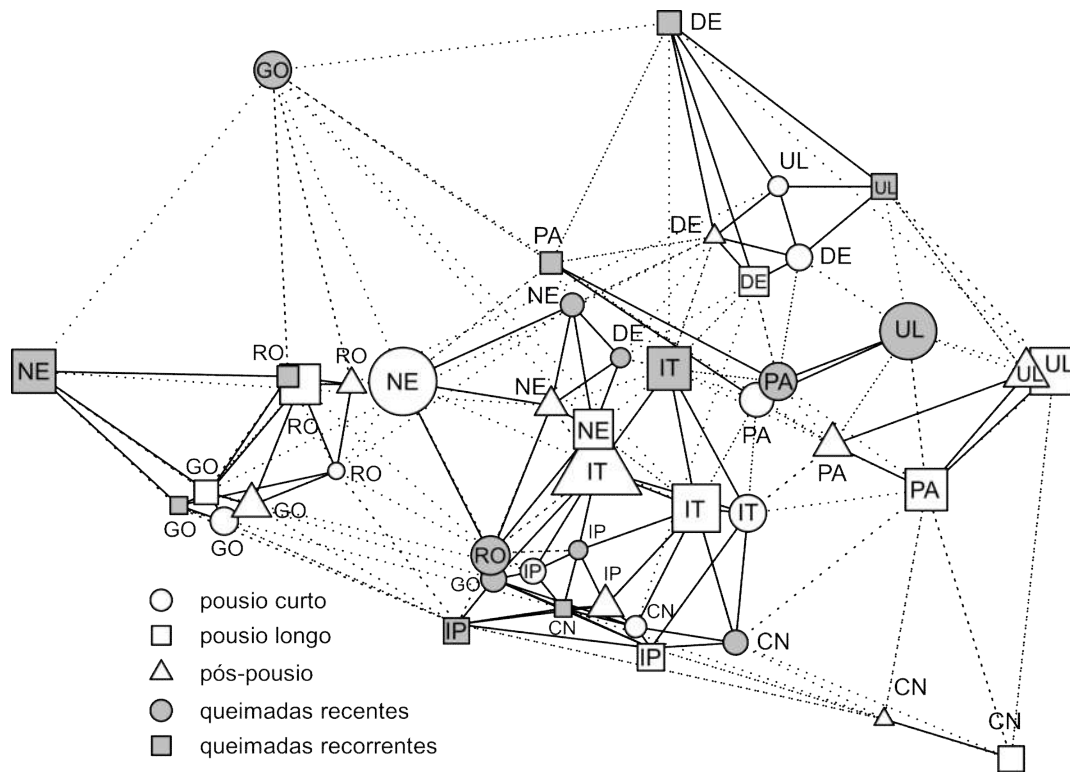 DE
GO
UL
UL
DE
DE
PA
DE
NE
UL
DE
IT
UL
UL
RO
RO
NE
NE
PA
NE
RO
NE
PA
PA
IT
RO
GO
PA
IT
IT
GO
GO
GO
RO
IP
IP
GO
IP
CN
CN
IP
IP
CN
CN
CN
pousio curto
pousio longo
pós-pousio
queimadas recentes
queimadas recorrentes